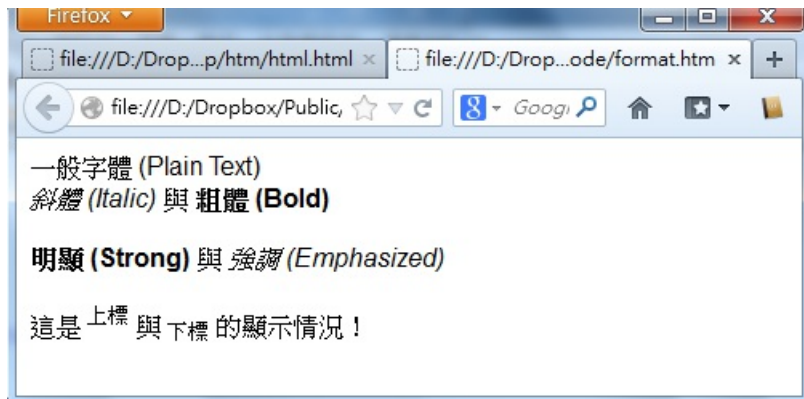 Firefox
file:///D:/Drop...p/htm/html.html × file:///D:/Drop...ode/format.htm × +
file:///D:/Dropbox/Public, 8 Googl
一般字體 (Plain Text)
斜體 (Italic) 與 粗體 (Bold)
明顯 (Strong) 與 強調 (Emphasized)
這是 上標 與 下標 的顯示情況！